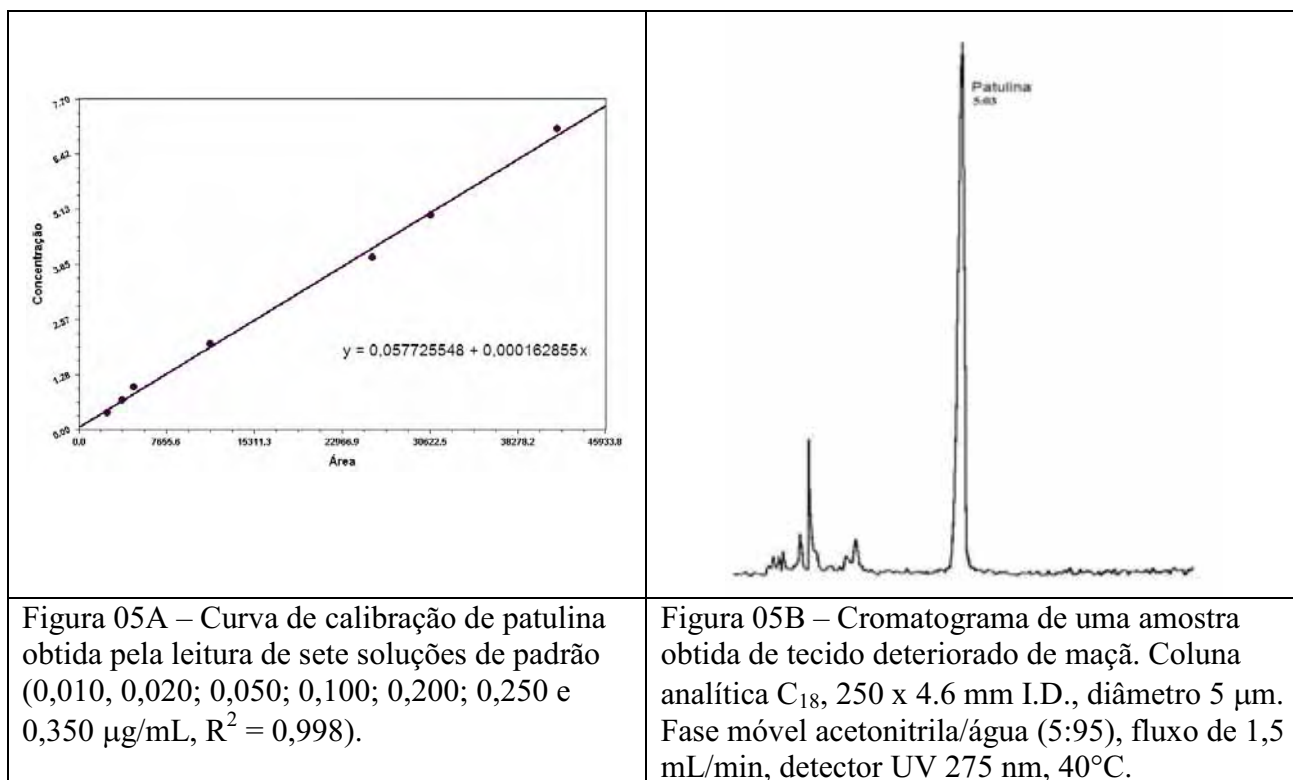 7.70
6.42
5.13
3.85
2.57
1.28
0.00
Concentração
y = 0,057725548 + 0,000162855x
0.0 7655.6 15311.3 22966.9 30622.5 38278.2 45933.8
Área
Patulina
5.03
Figura 05A – Curva de calibração de patulina
obtida pela leitura de sete soluções de padrão
(0,010, 0,020; 0,050; 0,100; 0,200; 0,250 e
0,350 µg/mL, R² = 0,998).
Figura 05B – Cromatograma de uma amostra
obtida de tecido deteriorado de maçã. Coluna
analítica C₁₈, 250 x 4.6 mm I.D., diâmetro 5 µm.
Fase móvel acetonitrila/água (5:95), fluxo de 1,5
mL/min, detector UV 275 nm, 40°C.